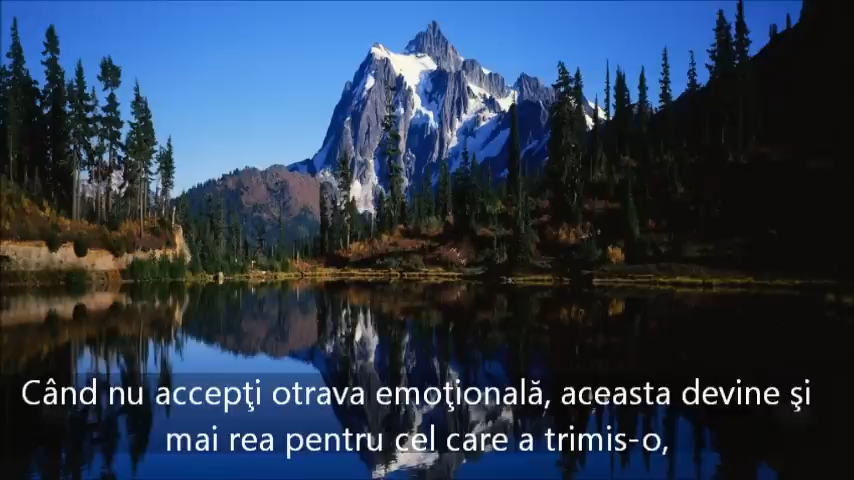 Când nu accepţi otrava emoţională, aceasta devine şi
mai rea pentru cel care a trimis-o,